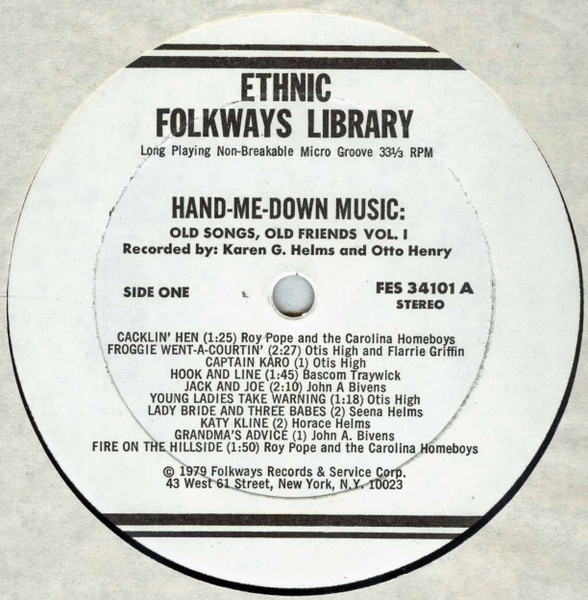 ETHNIC
FOLKWAYS LIBRARY
Long Playing Non-Breakable Micro Groove 33⅓ RPM
HAND-ME-DOWN MUSIC:
OLD SONGS, OLD FRIENDS VOL. I
Recorded by: Karen G. Helms and Otto Henry
SIDE ONE
FES 34101 A
STEREO
CACKLIN' HEN (1:25) Roy Pope and the Carolina Homeboys
FROGGIE WENT-A-COURTIN' (2:27) Otis High and Flarrie Griffin
CAPTAIN KARO (1) Otis High
HOOK AND LINE (1:45) Bascom Traywick
JACK AND JOE (2:10) John A Bivens
YOUNG LADIES TAKE WARNING (1:18) Otis High
LADY BRIDE AND THREE BABES (2) Seena Helms
KATY KLINE (2) Horace Helms
GRANDMA'S ADVICE (1) John A. Bivens
FIRE ON THE HILLSIDE (1:50) Roy Pope and the Carolina Homeboys
© 1979 Folkways Records & Service Corp.
43 West 61 Street, New York, N.Y. 10023